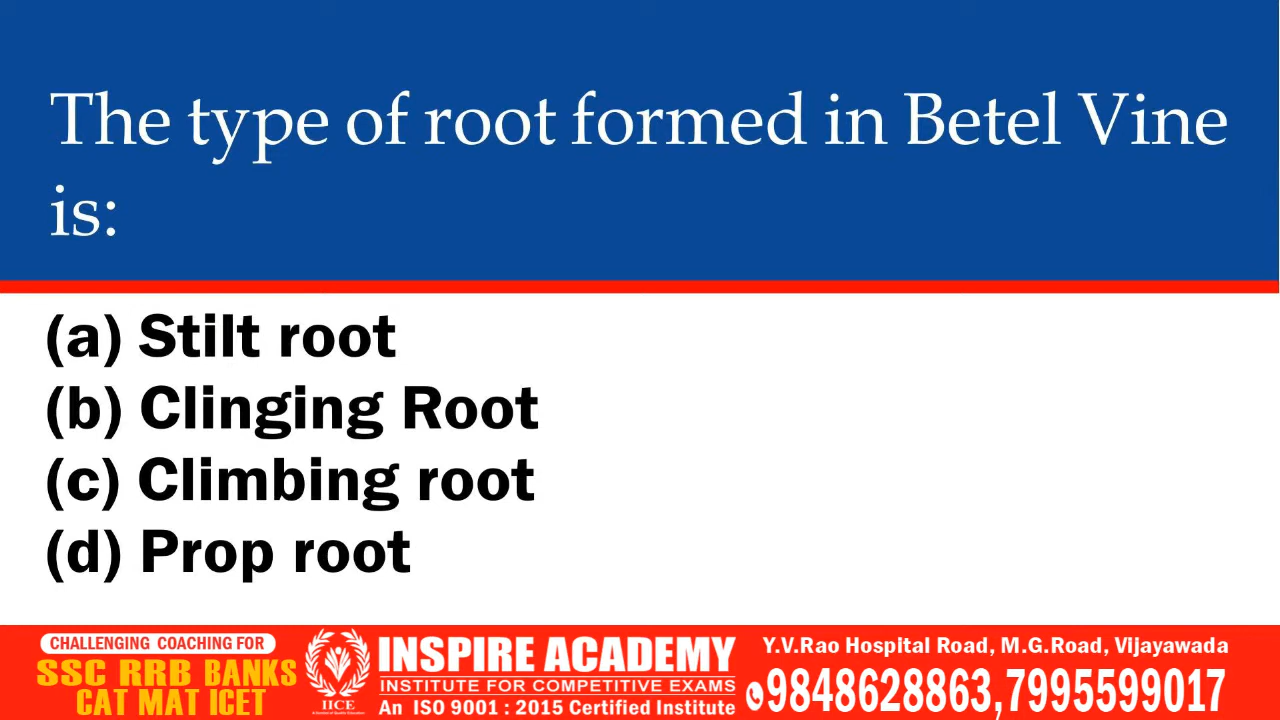 The type of root formed in Betel Vine
is:
(a) Stilt root
(b) Clinging Root
(c) Climbing root
(d) Prop root
CHALLENGING COACHING FOR
SSC RRB BANKS
CAT MAT ICET
IICE
INSPIRE ACADEMY
INSTITUTE FOR COMPETITIVE EXAMS
An ISO 9001 : 2015 Certified Institute
Y.V.Rao Hospital Road, M.G.Road, Vijayawada
9848628863,7995599017